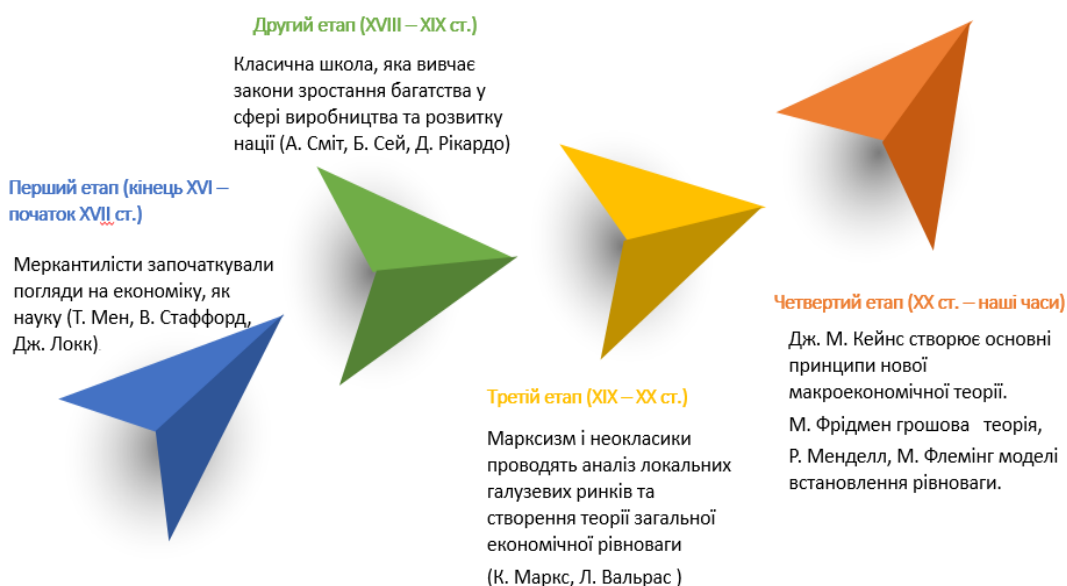 Перший етап (кінець XVI –
початок XVII ст.)
Меркантилісти започаткували
погляди на економіку, як
науку (Т. Мен, В. Стаффорд,
Дж. Локк)
Другий етап (XVIII – XIX ст.)
Класична школа, яка вивчає
закони зростання багатства у
сфері виробництва та розвитку
нації (А. Сміт, Б. Сей, Д. Рікардо)
Третій етап (XIX – XX ст.)
Марксизм і неокласики
проводять аналіз локальних
галузевих ринків та
створення теорії загальної
економічної рівноваги
(К. Маркс, Л. Вальрас )
Четвертий етап (XX ст. – наші часи)
Дж. М. Кейнс створює основні
принципи нової
макроекономічної теорії.
М. Фрідмен грошова теорія,
Р. Менделл, М. Флемінг моделі
встановлення рівноваги.